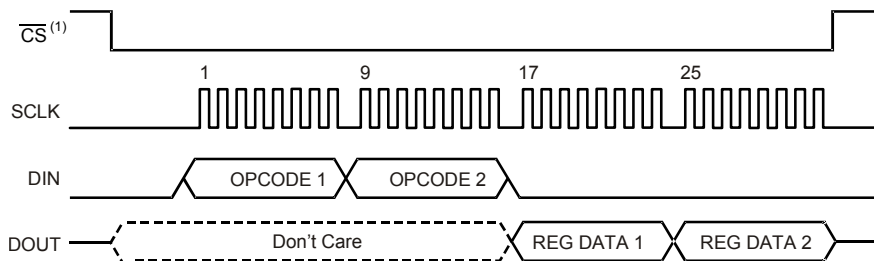 CS (1)
1 9 17 25
SCLK
DIN OPCODE 1 OPCODE 2
DOUT Don't Care REG DATA 1 REG DATA 2